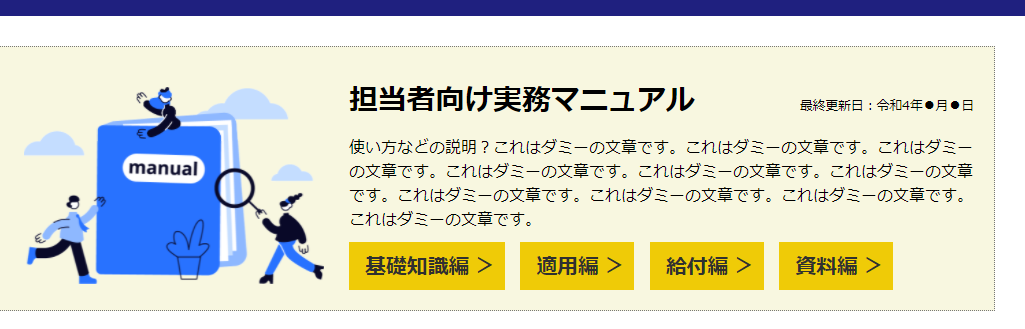 担当者向け実務マニュアル
最終更新日：令和4年●月●日
manual
使い方などの説明？これはダミーの文章です。これはダミーの文章です。これはダミー
の文章です。これはダミーの文章です。これはダミーの文章です。これはダミーの文章
です。これはダミーの文章です。これはダミーの文章です。これはダミーの文章です。
これはダミーの文章です。
基礎知識編 ＞
適用編 ＞
給付編 ＞
資料編 ＞